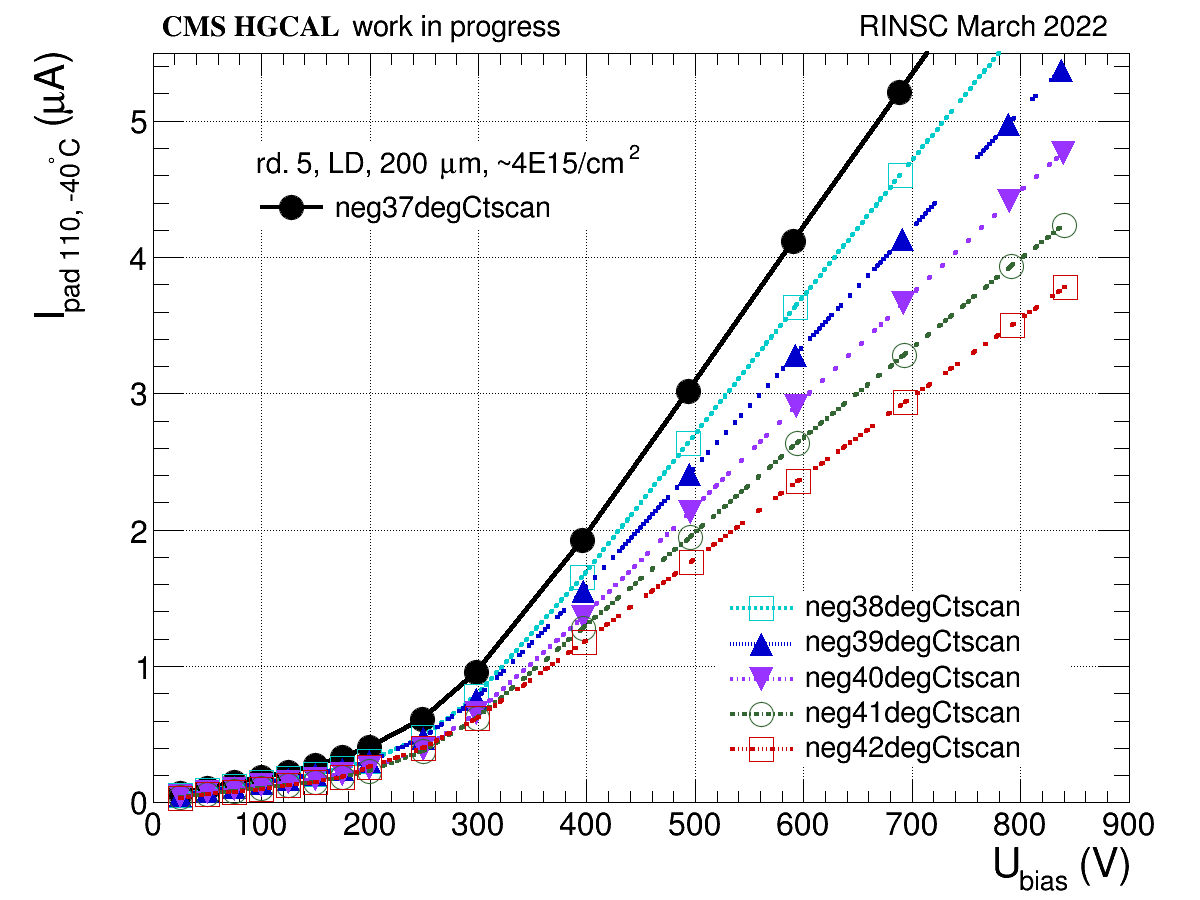 CMS HGCAL work in progress RINSC March 2022
I pad 110, -40°C (μA)
rd. 5, LD, 200 μm, ~4E15/cm²
neg37degCtscan
5
4
3
2
1
0
neg38degCtscan
neg39degCtscan
neg40degCtscan
neg41degCtscan
neg42degCtscan
0 100 200 300 400 500 600 700 800 900
U bias (V)